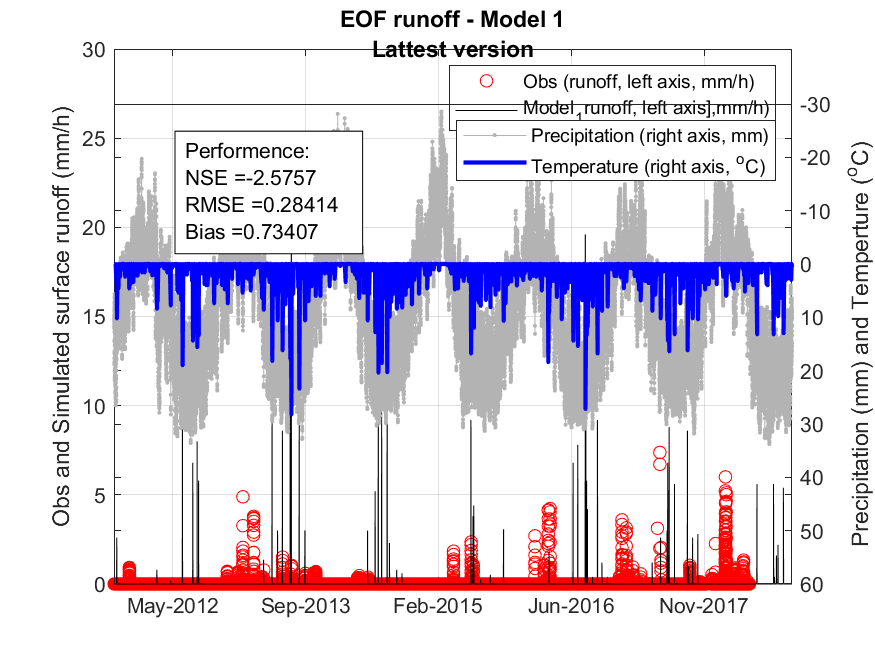 EOF runoff - Model 1
Lattest version
30
25
20
15
10
5
0
Obs and Simulated surface runoff (mm/h)
Obs (runoff, left axis, mm/h)
Model1runoff, left axis],mm/h)
Precipitation (right axis, mm)
Temperature (right axis, °C)
Performence:
NSE =-2.5757
RMSE =0.28414
Bias =0.73407
-30
-20
-10
0
10
20
30
40
50
60
Precipitation (mm) and Temperture (°C)
May-2012
Sep-2013
Feb-2015
Jun-2016
Nov-2017